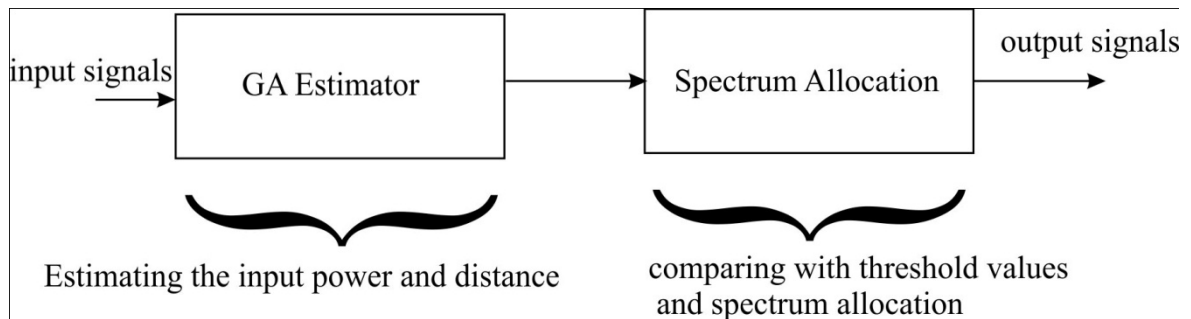 input signals
GA Estimator
Spectrum Allocation
output signals
Estimating the input power and distance
comparing with threshold values
and spectrum allocation